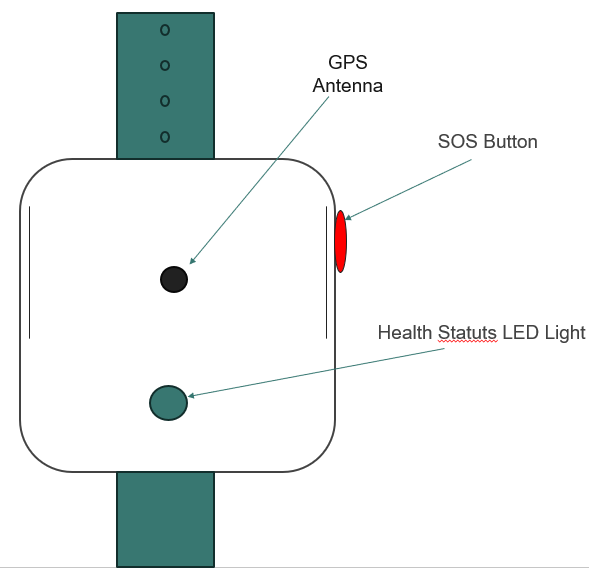 GPS
Antenna
SOS Button
Health Statuts LED Light